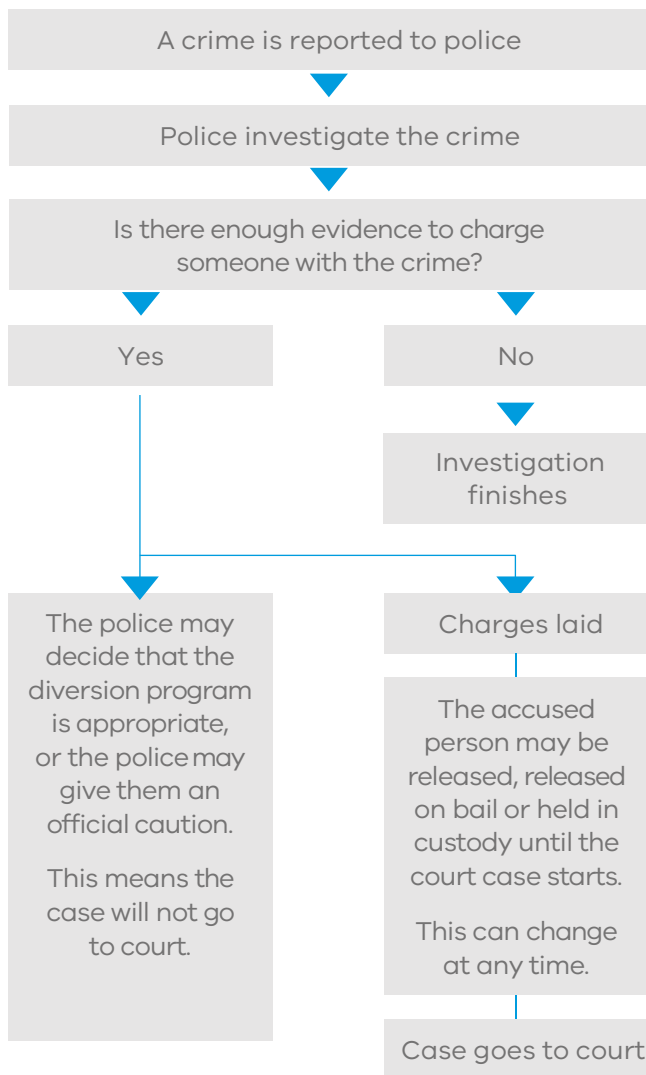 A crime is reported to police
Police investigate the crime
Is there enough evidence to charge
someone with the crime?
Yes
No
Investigation
finishes
The police may
decide that the
diversion program
is appropriate,
or the police may
give them an
official caution.
This means the
case will not go
to court.
Charges laid
The accused
person may be
released, released
on bail or held in
custody until the
court case starts.
This can change
at any time.
Case goes to court